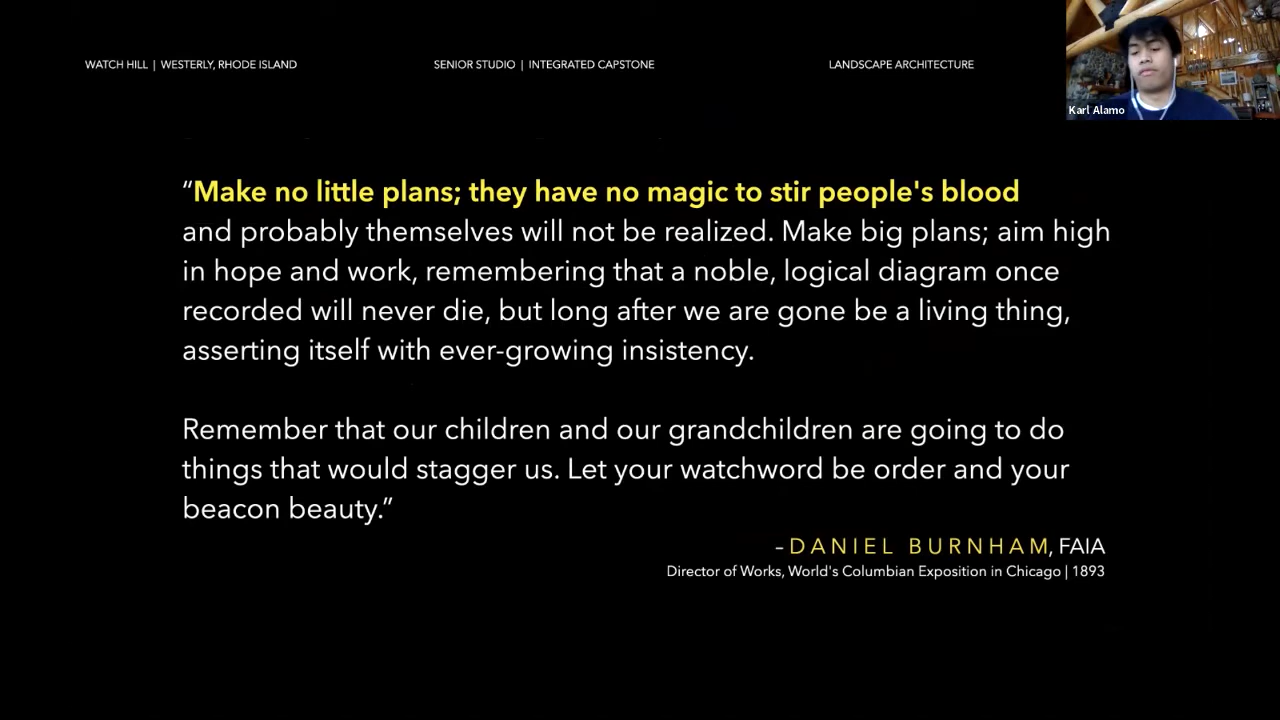 WATCH HILL | WESTERLY, RHODE ISLAND
SENIOR STUDIO | INTEGRATED CAPSTONE
LANDSCAPE ARCHITECTURE
Karl Alamo
“Make no little plans; they have no magic to stir people's blood
and probably themselves will not be realized. Make big plans; aim high
in hope and work, remembering that a noble, logical diagram once
recorded will never die, but long after we are gone be a living thing,
asserting itself with ever-growing insistency.
Remember that our children and our grandchildren are going to do
things that would stagger us. Let your watchword be order and your
beacon beauty.”
– DANIEL BURNHAM, FAIA
Director of Works, World's Columbian Exposition in Chicago | 1893